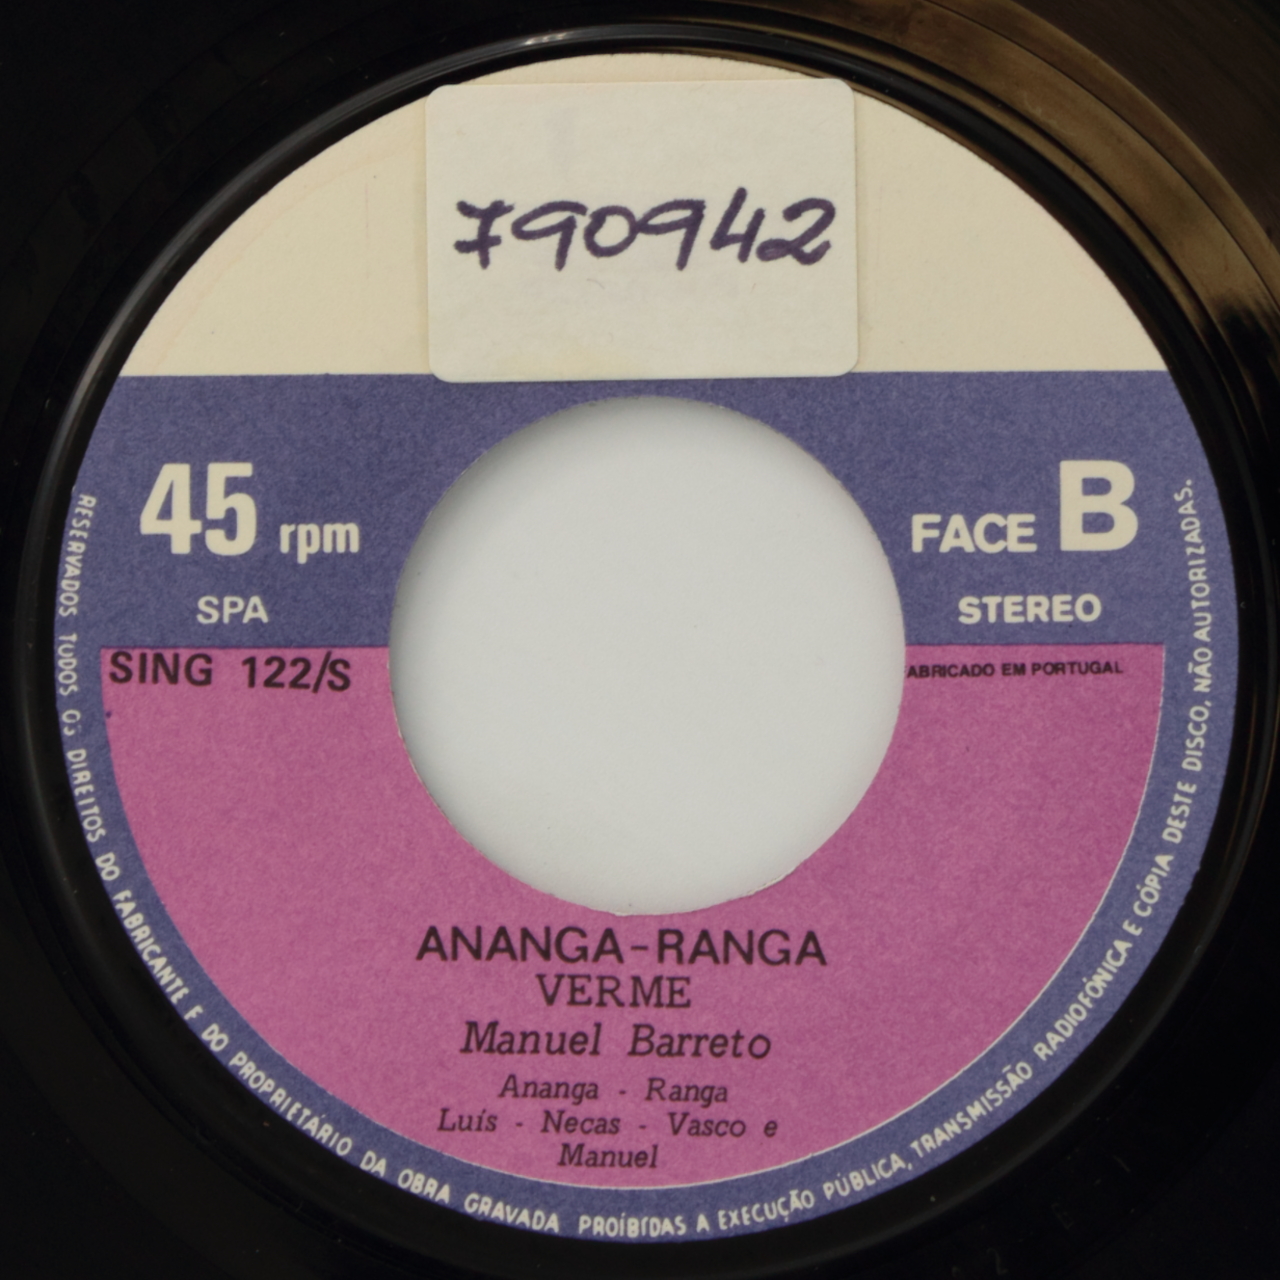 790942
45 rpm
FACE B
SPA
STEREO
SING 122/S
FABRICADO EM PORTUGAL
ANANGA-RANGA
VERME
Manuel Barreto
Ananga - Ranga
Luís - Necas - Vasco e
Manuel
RESERVADOS TUDOS OS DIREITOS DO FABRICANTE E DO PROPRIETÁRIO DA OBRA GRAVADA PROÍBIDAS A EXECUÇÃO PÚBLICA, TRANSMISSÃO RADIOFÓNICA E CÓPIA DESTE DISCO, NÃO AUTORIZADAS.